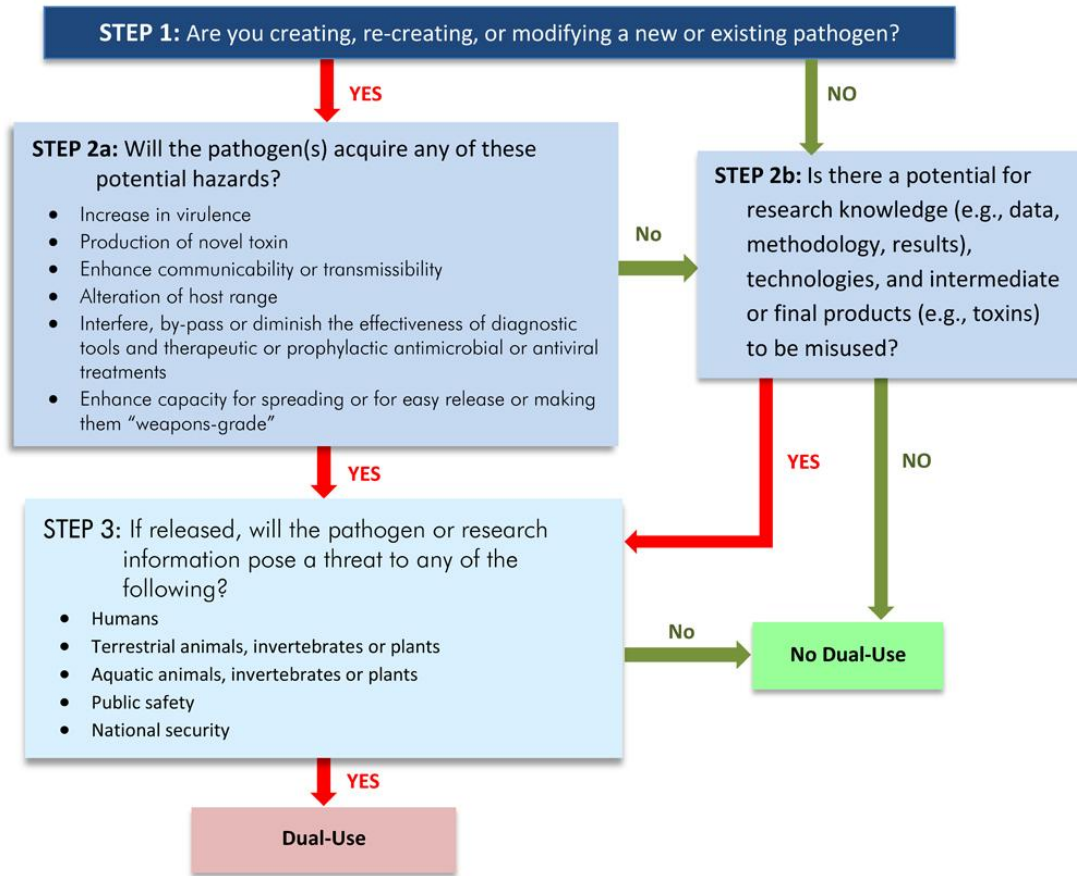 STEP 1: Are you creating, re-creating, or modifying a new or existing pathogen?
YES
NO
STEP 2a: Will the pathogen(s) acquire any of these
potential hazards?
• Increase in virulence
• Production of novel toxin
• Enhance communicability or transmissibility
• Alteration of host range
• Interfere, by-pass or diminish the effectiveness of diagnostic
tools and therapeutic or prophylactic antimicrobial or antiviral
treatments
• Enhance capacity for spreading or for easy release or making
them “weapons-grade”
No
STEP 2b: Is there a potential for
research knowledge (e.g., data,
methodology, results),
technologies, and intermediate
or final products (e.g., toxins)
to be misused?
YES
YES
NO
STEP 3: If released, will the pathogen or research
information pose a threat to any of the
following?
• Humans
• Terrestrial animals, invertebrates or plants
• Aquatic animals, invertebrates or plants
• Public safety
• National security
No
No Dual-Use
YES
Dual-Use